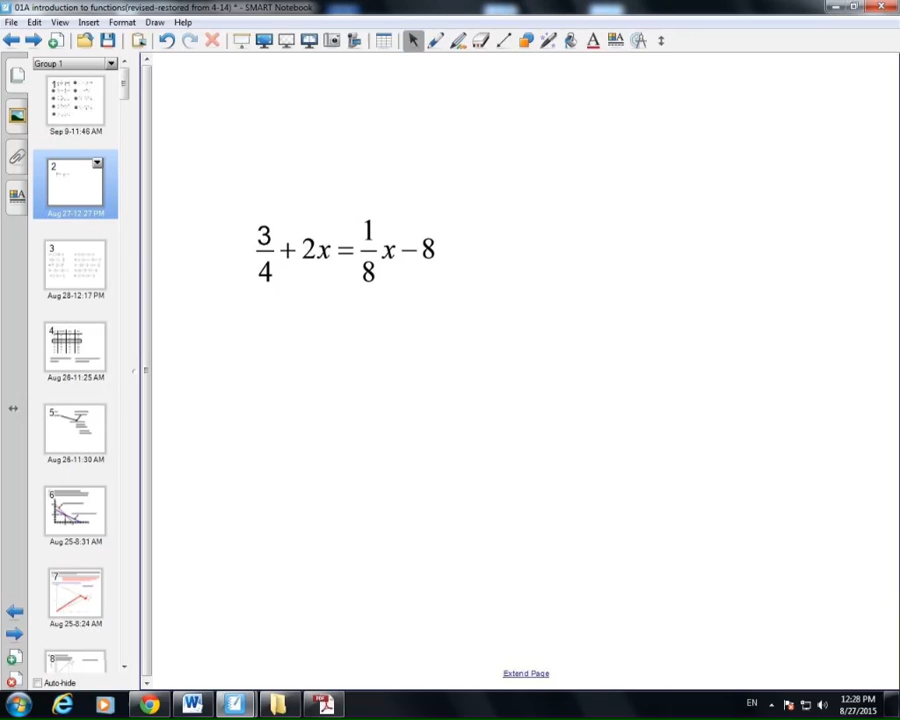 01A introduction to functions(revised-restored from 4-14) * - SMART Notebook
File Edit View Insert Format Draw Help
Group 1
1
Sep 9-11:46 AM
2
Aug 27-12:27 PM
3
Aug 28-12:17 PM
4
Aug 26-11:25 AM
5
Aug 26-11:30 AM
6
Aug 25-8:31 AM
7
Aug 25-8:24 AM
8
Auto-hide
3/4 + 2x = 1/8 x − 8
Extend Page
EN
12:28 PM
8/27/2015